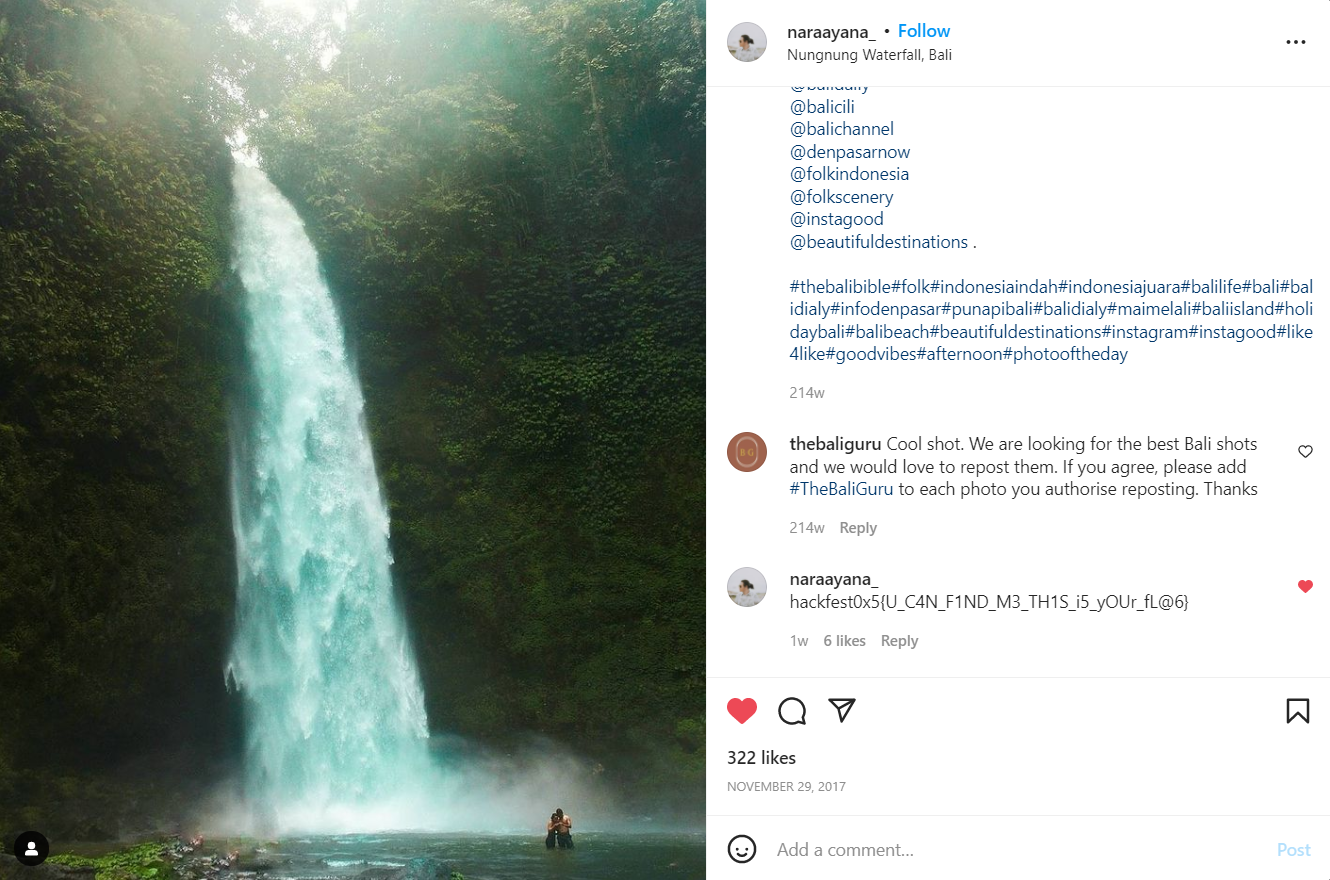 naraayana_ • Follow
Nungnung Waterfall, Bali
@balidaily
@balicili
@balichannel
@denpasarnow
@folkindonesia
@folkscenery
@instagood
@beautifuldestinations .
#thebalibible#folk#indonesiaindah#indonesiajuara#balilife#bali#bal
idialy#infodenpasar#punapibali#balidialy#maimelali#baliisland#holi
daybali#balibeach#beautifuldestinations#instagram#instagood#like
4like#goodvibes#afternoon#photooftheday
214w
BG
thebaliguru Cool shot. We are looking for the best Bali shots
and we would love to repost them. If you agree, please add
#TheBaliGuru to each photo you authorise reposting. Thanks
214w Reply
naraayana_
hackfest0x5{U_C4N_F1ND_M3_TH1S_i5_yOUr_fL@6}
1w 6 likes Reply
322 likes
NOVEMBER 29, 2017
Add a comment... Post